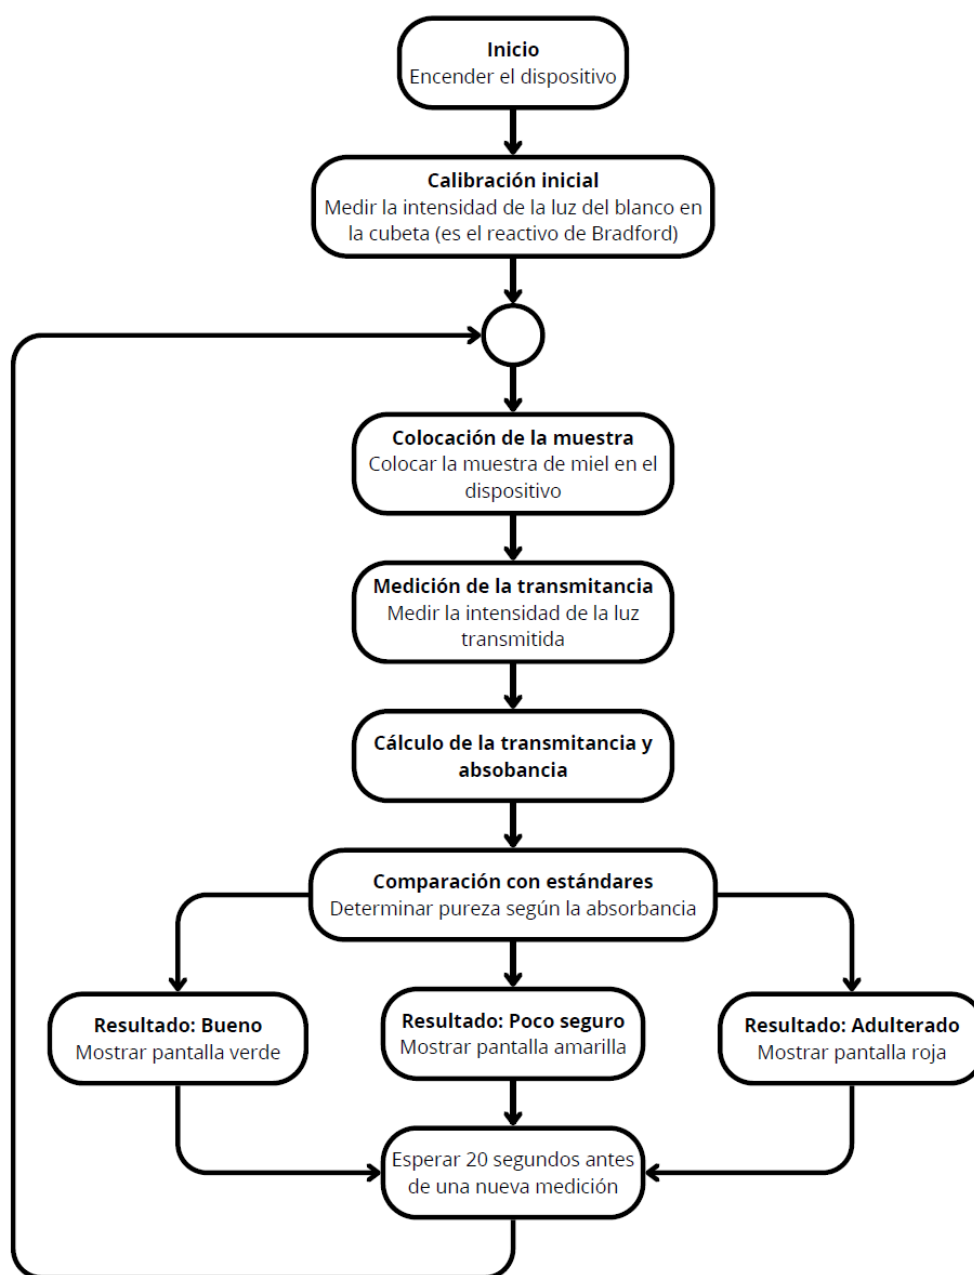 Inicio
Encender el dispositivo
Calibración inicial
Medir la intensidad de la luz del blanco en
la cubeta (es el reactivo de Bradford)
Colocación de la muestra
Colocar la muestra de miel en el
dispositivo
Medición de la transmitancia
Medir la intensidad de la luz
transmitida
Cálculo de la transmitancia y
absobancia
Comparación con estándares
Determinar pureza según la absorbancia
Resultado: Bueno
Mostrar pantalla verde
Resultado: Poco seguro
Mostrar pantalla amarilla
Resultado: Adulterado
Mostrar pantalla roja
Esperar 20 segundos antes
de una nueva medición